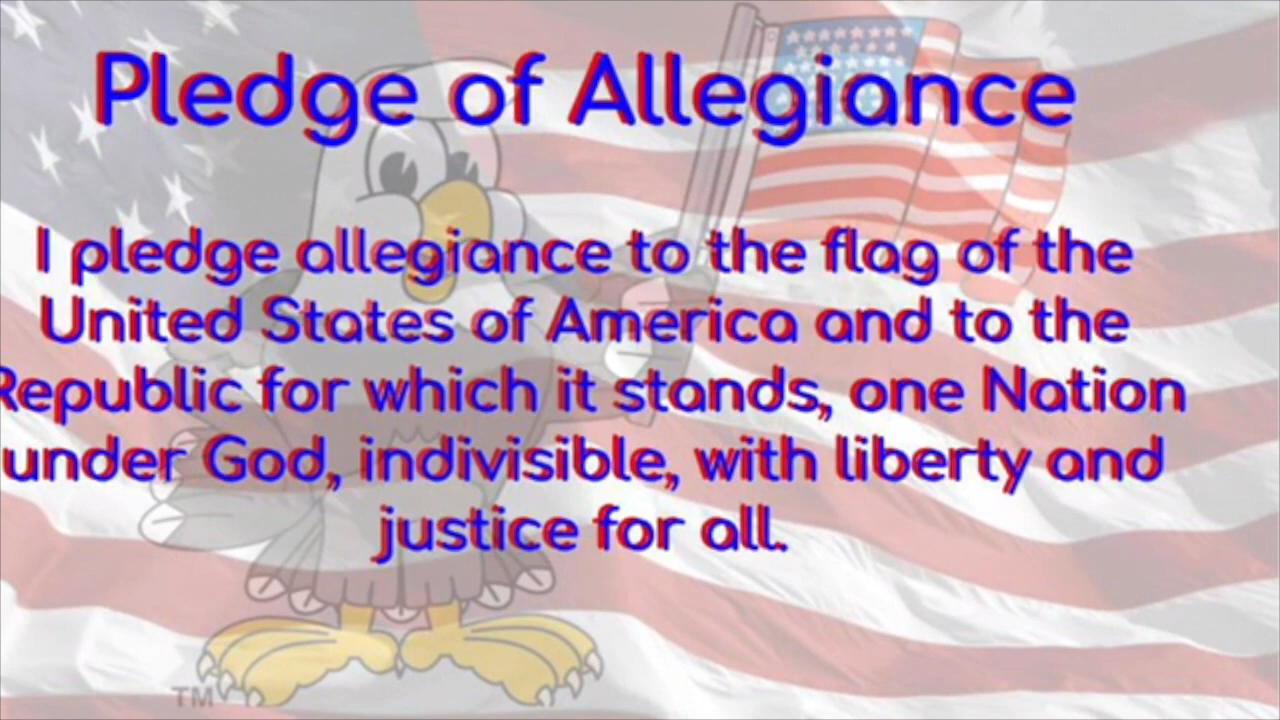 Pledge of Allegiance
I pledge allegiance to the flag of the
United States of America and to the
Republic for which it stands, one Nation
under God, indivisible, with liberty and
justice for all.
TM